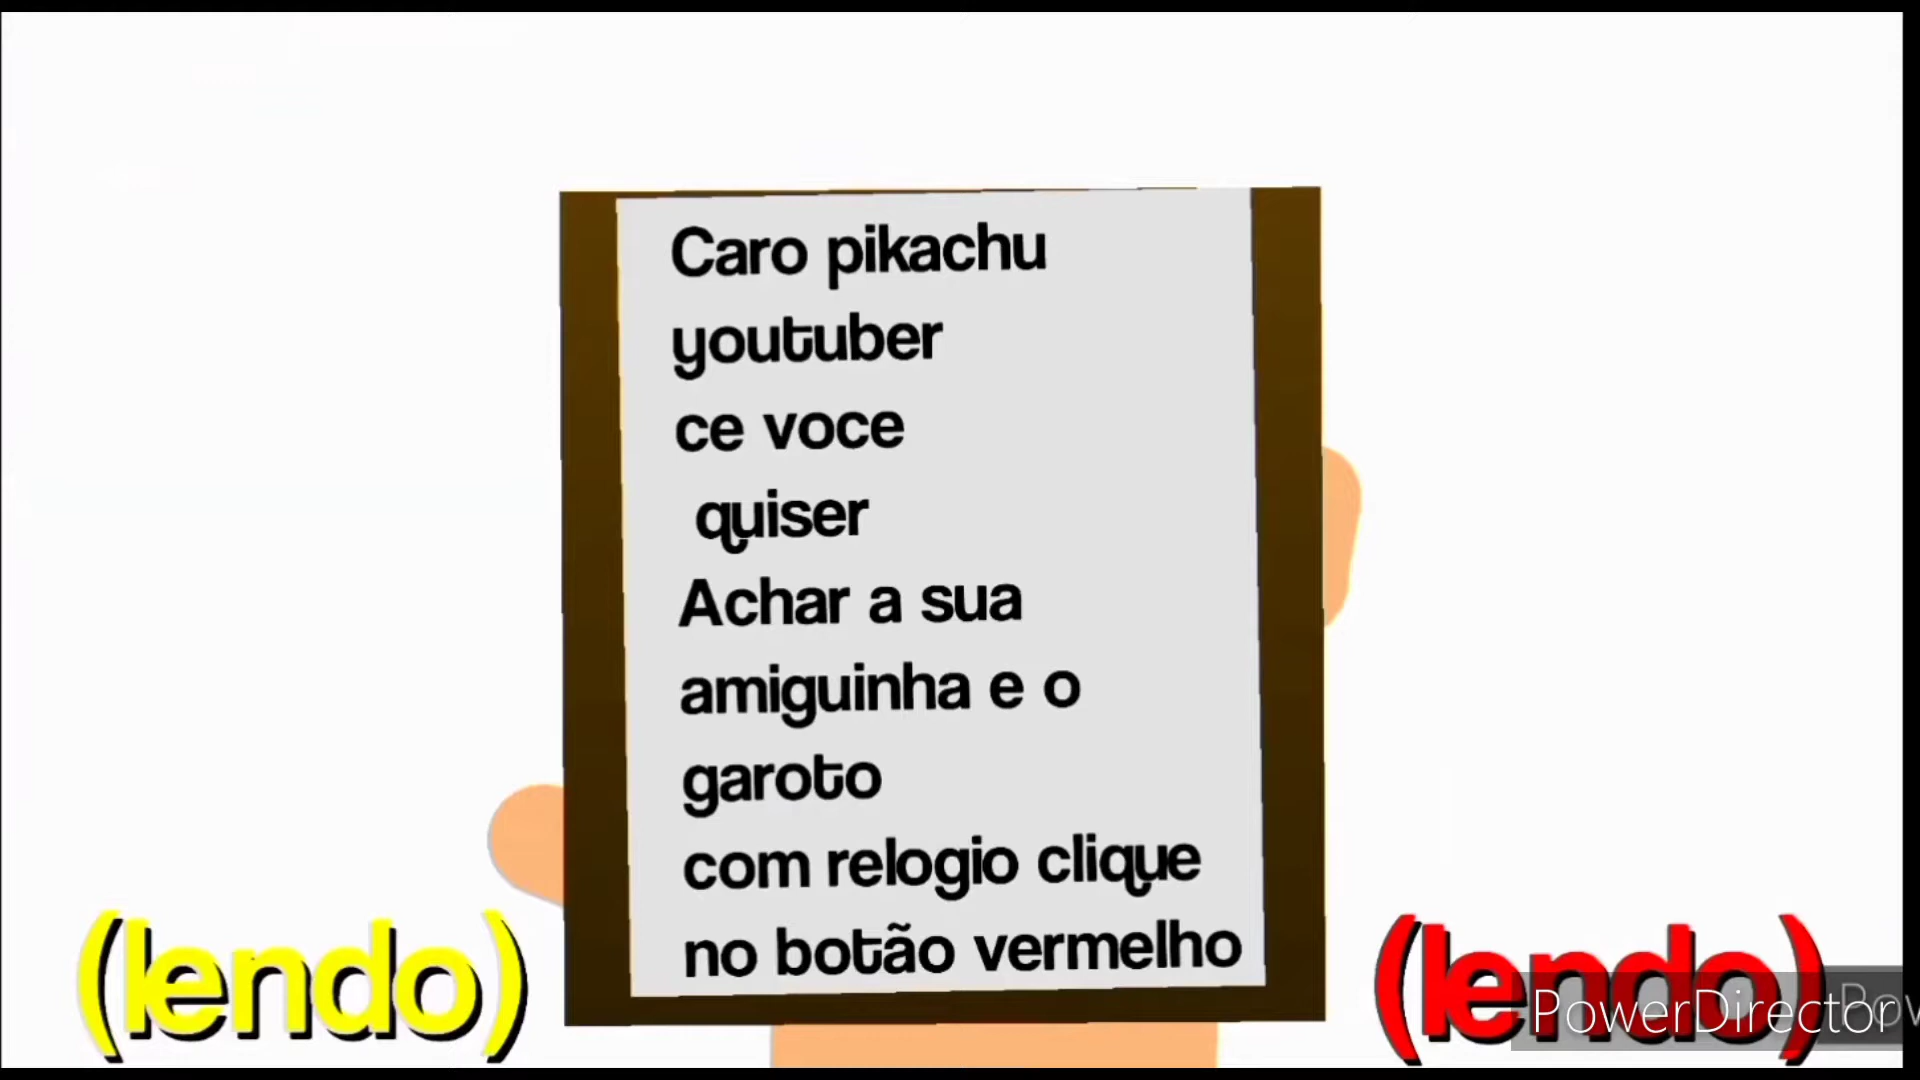 Caro pikachu
youtuber
ce voce
quiser
Achar a sua
amiguinha e o
garoto
com relogio clique
no botão vermelho
(lendo)
(lendo)
PowerDirector